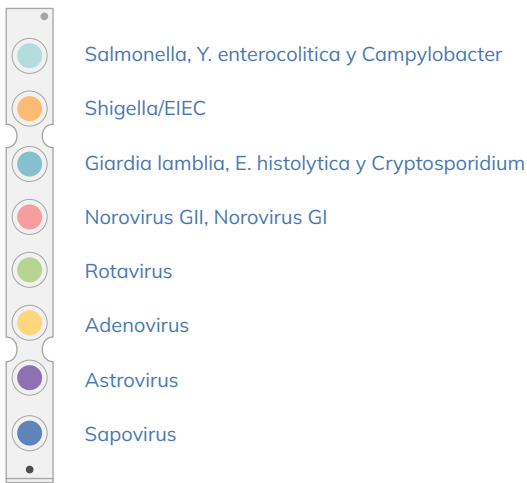 Salmonella, Y. enterocolitica y Campylobacter
Shigella/EIEC
Giardia lamblia, E. histolytica y Cryptosporidium
Norovirus GII, Norovirus GI
Rotavirus
Adenovirus
Astrovirus
Sapovirus